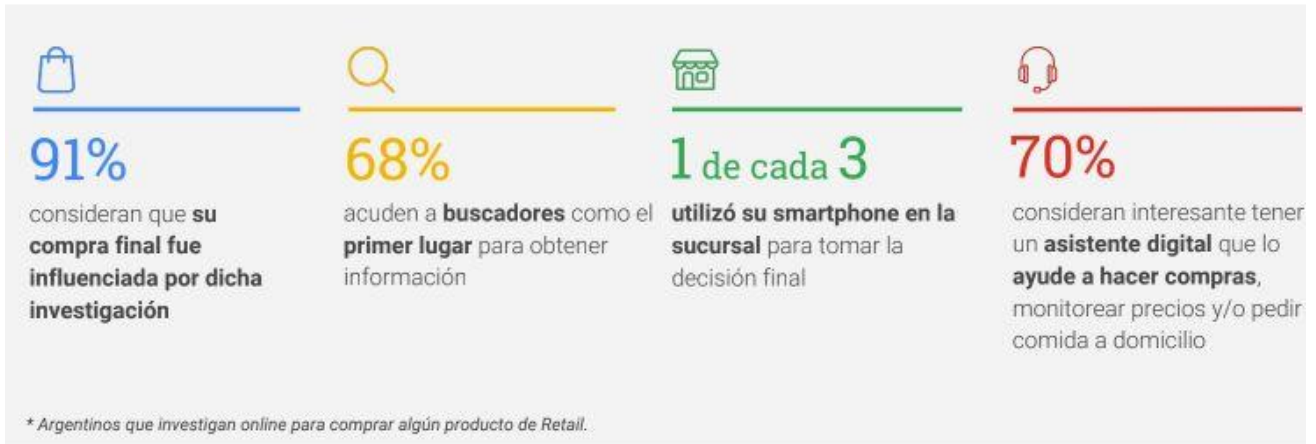 91%
consideran que su
compra final fue
influenciada por dicha
investigación
68%
acuden a buscadores como el
primer lugar para obtener
información
1 de cada 3
utilizó su smartphone en la
sucursal para tomar la
decisión final
70%
consideran interesante tener
un asistente digital que lo
ayude a hacer compras,
monitorear precios y/o pedir
comida a domicilio
* Argentinos que investigan online para comprar algún producto de Retail.